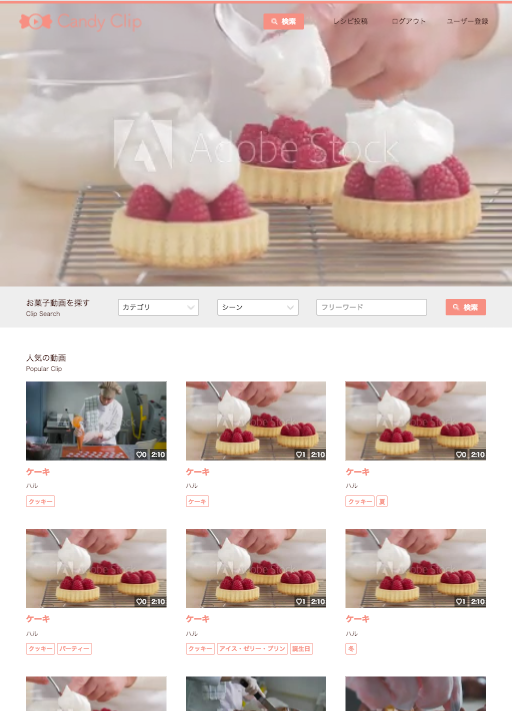 Candy Clip
検索
レシピ投稿
ログアウト
ユーザー登録
Adobe Stock
お菓子動画を探す
Clip Search
カテゴリ
シーン
フリーワード
検索
人気の動画
Popular Clip
♡0 2:10
♡1 2:10
♡0 2:10
ケーキ
ケーキ
ケーキ
ハル
ハル
ハル
クッキー
ケーキ
クッキー 夏
♡0 2:10
♡1 2:10
♡1 2:10
ケーキ
ケーキ
ケーキ
ハル
ハル
ハル
クッキー パーティー
クッキー アイス・ゼリー・プリン 誕生日
冬